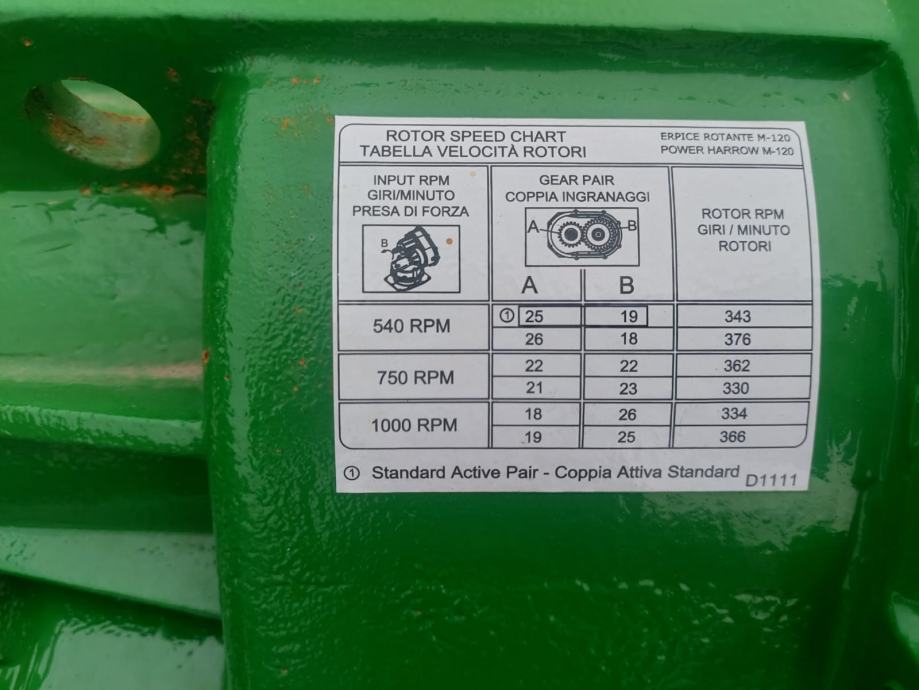 ROTOR SPEED CHART
TABELLA VELOCITÀ ROTORI
ERPICE ROTANTE M-120
POWER HARROW M-120
INPUT RPM
GIRI/MINUTO
PRESA DI FORZA
B
GEAR PAIR
COPPIA INGRANAGGI
A B
A B
ROTOR RPM
GIRI / MINUTO
ROTORI
540 RPM
① 25 19 343
26 18 376
750 RPM
22 22 362
21 23 330
1000 RPM
18 26 334
19 25 366
① Standard Active Pair - Coppia Attiva Standard
D1111